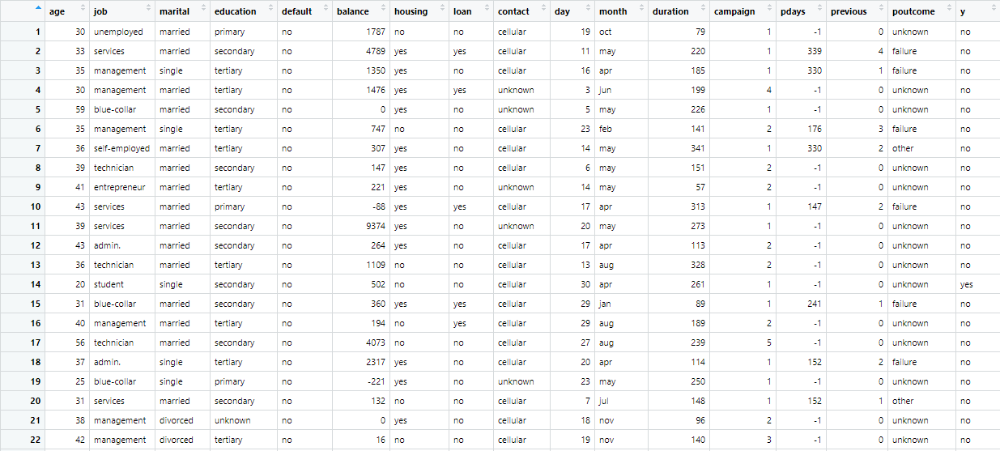 age job marital education default balance housing loan contact day month duration campaign pdays previous poutcome y
1 30 unemployed married primary no 1787 no no cellular 19 oct 79 1 -1 0 unknown no
2 33 services married secondary no 4789 yes yes cellular 11 may 220 1 339 4 failure no
3 35 management single tertiary no 1350 yes no cellular 16 apr 185 1 330 1 failure no
4 30 management married tertiary no 1476 yes yes unknown 3 jun 199 4 -1 0 unknown no
5 59 blue-collar married secondary no 0 yes no unknown 5 may 226 1 -1 0 unknown no
6 35 management single tertiary no 747 no no cellular 23 feb 141 2 176 3 failure no
7 36 self-employed married tertiary no 307 yes no cellular 14 may 341 1 330 2 other no
8 39 technician married secondary no 147 yes no cellular 6 may 151 2 -1 0 unknown no
9 41 entrepreneur married tertiary no 221 yes no unknown 14 may 57 2 -1 0 unknown no
10 43 services married primary no -88 yes yes cellular 17 apr 313 1 147 2 failure no
11 39 services married secondary no 9374 yes no unknown 20 may 273 1 -1 0 unknown no
12 43 admin. married secondary no 264 yes no cellular 17 apr 113 2 -1 0 unknown no
13 36 technician married tertiary no 1109 no no cellular 13 aug 328 2 -1 0 unknown no
14 20 student single secondary no 502 no no cellular 30 apr 261 1 -1 0 unknown yes
15 31 blue-collar married secondary no 360 yes yes cellular 29 jan 89 1 241 1 failure no
16 40 management married tertiary no 194 no yes cellular 29 aug 189 2 -1 0 unknown no
17 56 technician married secondary no 4073 no no cellular 27 aug 239 5 -1 0 unknown no
18 37 admin. single tertiary no 2317 yes no cellular 20 apr 114 1 152 2 failure no
19 25 blue-collar single primary no -221 yes no unknown 23 may 250 1 -1 0 unknown no
20 31 services married secondary no 132 no no cellular 7 jul 148 1 152 1 other no
21 38 management divorced unknown no 0 yes no cellular 18 nov 96 2 -1 0 unknown no
22 42 management divorced tertiary no 16 no no cellular 19 nov 140 3 -1 0 unknown no